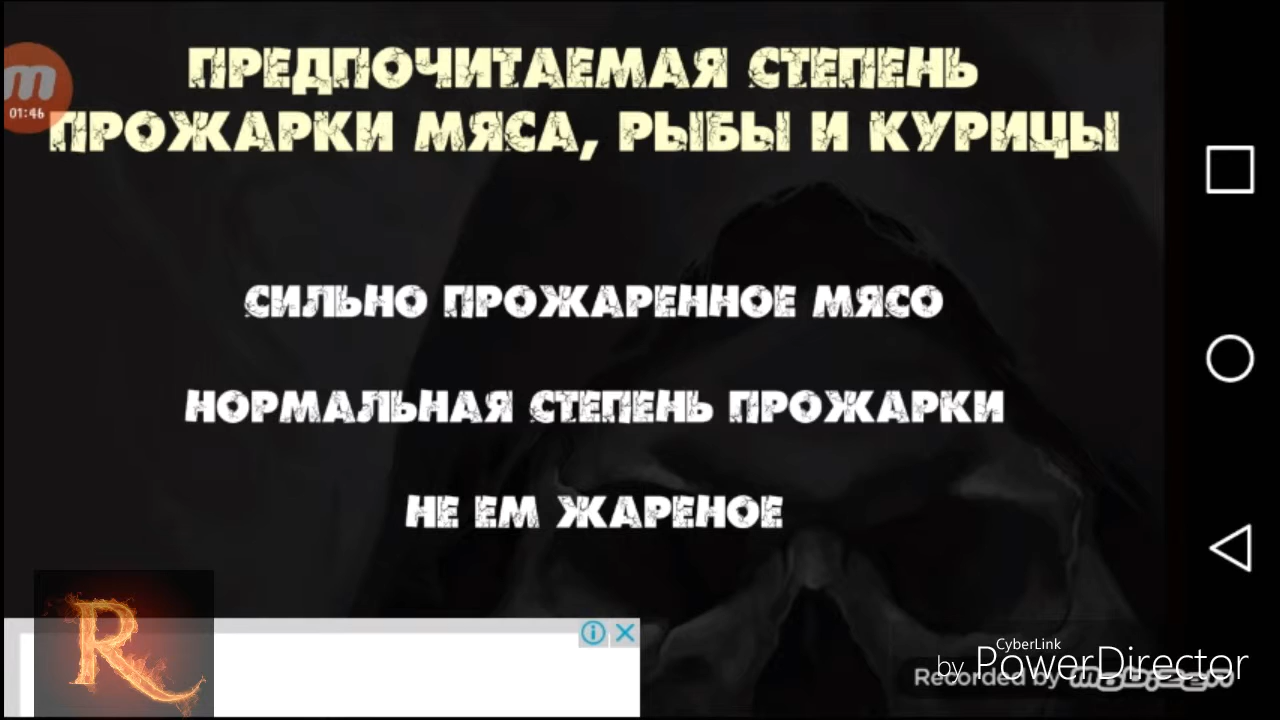 ПРЕДПОЧИТАЕМАЯ СТЕПЕНЬ
ПРОЖАРКИ МЯСА, РЫБЫ И КУРИЦЫ
01:46
СИЛЬНО ПРОЖАРЕННОЕ МЯСО
НОРМАЛЬНАЯ СТЕПЕНЬ ПРОЖАРКИ
НЕ ЕМ ЖАРЕНОЕ
R
CyberLink
by PowerDirector
Recorded by